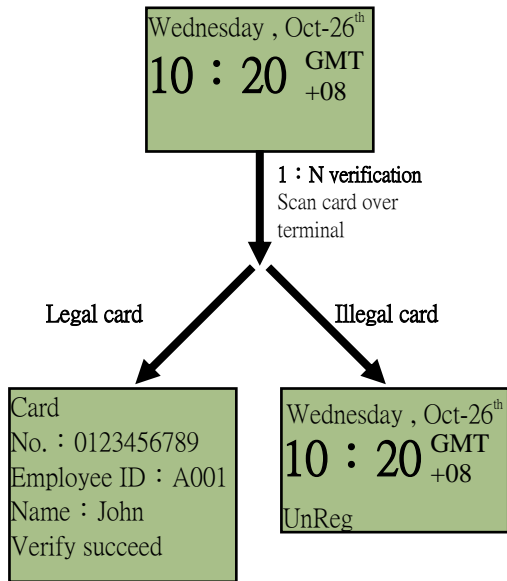 Wednesday , Oct-26th
10：20 GMT +08
1：N verification
Scan card over
terminal
Legal card
Illegal card
Card
No.：0123456789
Employee ID：A001
Name：John
Verify succeed
Wednesday , Oct-26th
10：20 GMT +08
UnReg